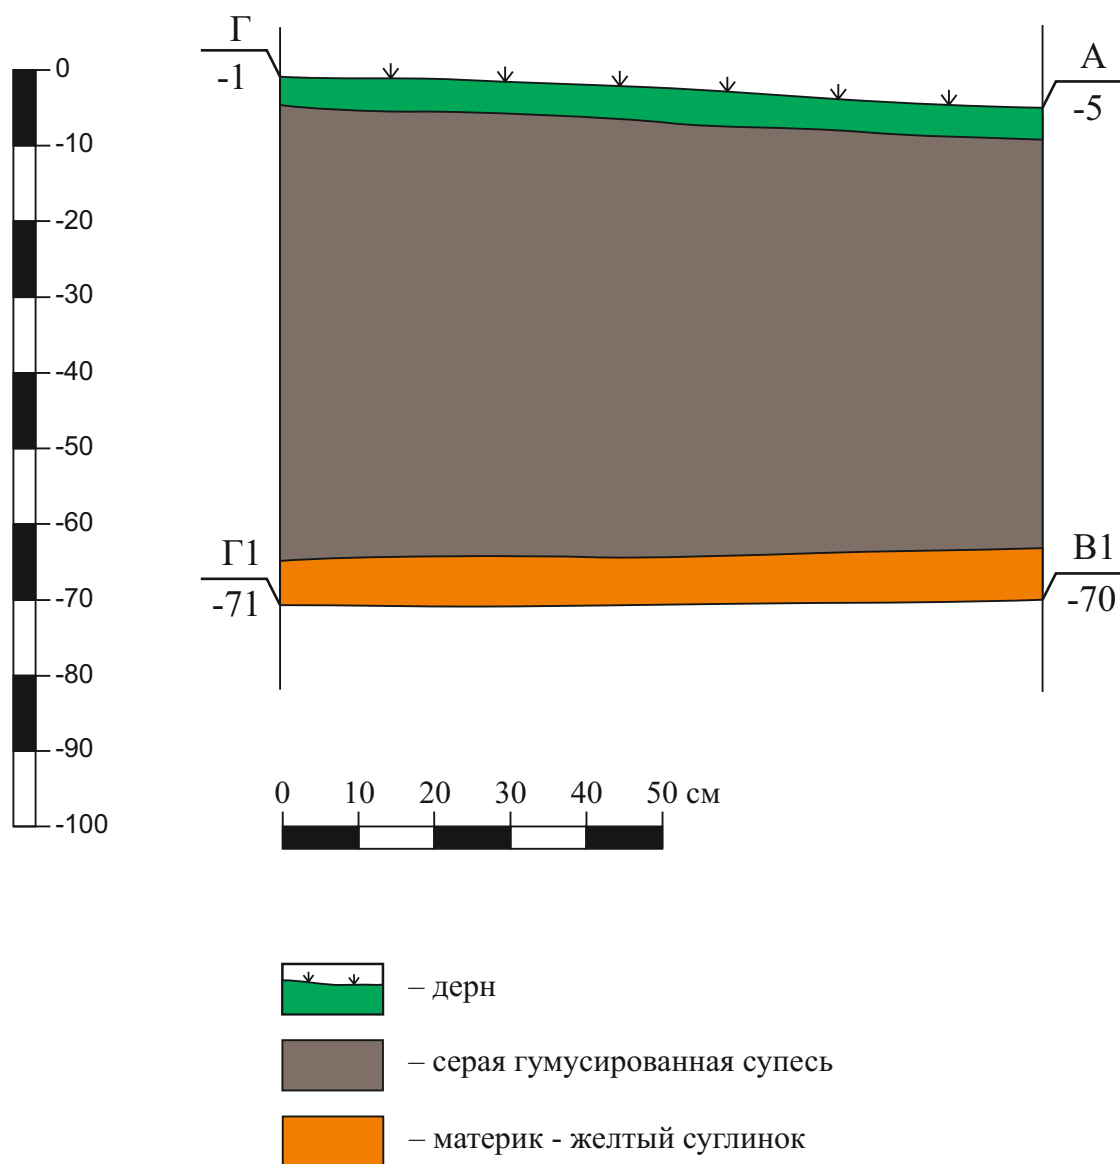 Г
-1
А
-5
0
-10
-20
-30
-40
-50
-60
-70
-80
-90
-100
Г1
-71
В1
-70
0 10 20 30 40 50 см
– дерн
– серая гумусированная супесь
– материк - желтый суглинок